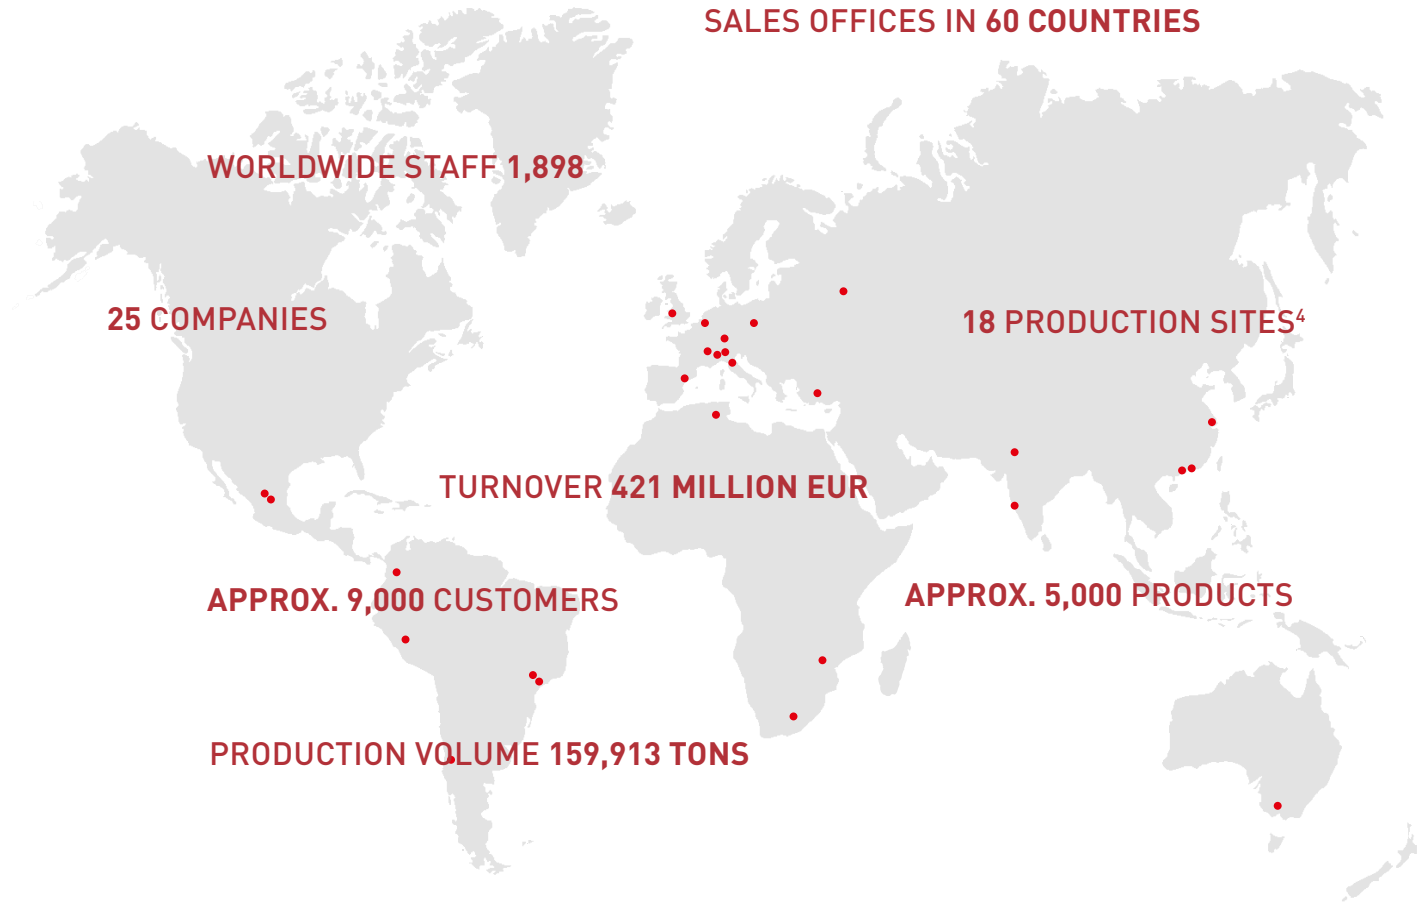 SALES OFFICES IN 60 COUNTRIES
WORLDWIDE STAFF 1,898
25 COMPANIES
18 PRODUCTION SITES⁴
TURNOVER 421 MILLION EUR
APPROX. 9,000 CUSTOMERS
APPROX. 5,000 PRODUCTS
PRODUCTION VOLUME 159,913 TONS